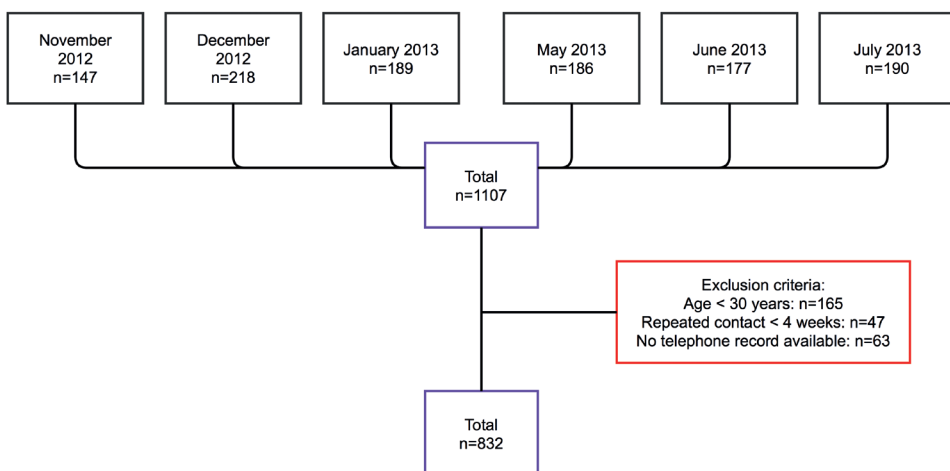 November
2012
n=147
December
2012
n=218
January 2013
n=189
May 2013
n=186
June 2013
n=177
July 2013
n=190
Total
n=1107
Exclusion criteria:
Age < 30 years: n=165
Repeated contact < 4 weeks: n=47
No telephone record available: n=63
Total
n=832